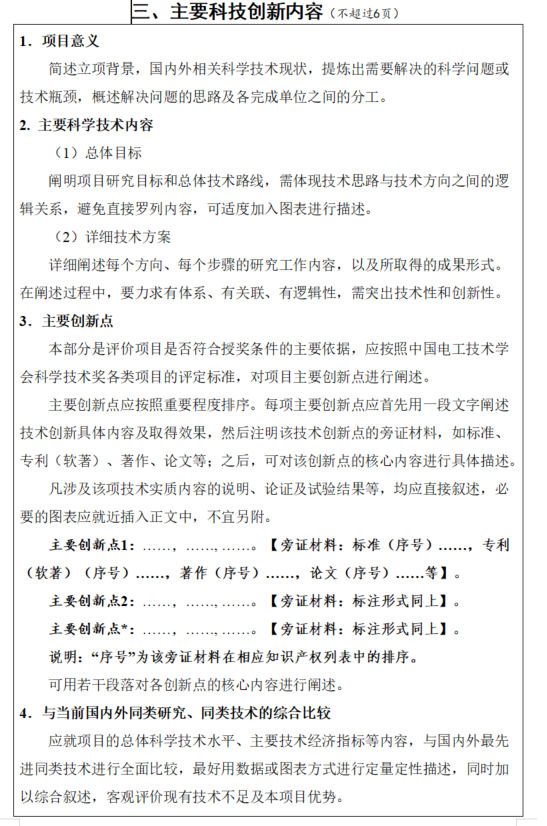 三、主要科技创新内容（不超过6页）
1．项目意义
简述立项背景，国内外相关科学技术现状，提炼出需要解决的科学问题或
技术瓶颈，概述解决问题的思路及各完成单位之间的分工。
2. 主要科学技术内容
（1）总体目标
阐明项目研究目标和总体技术路线，需体现技术思路与技术方向之间的逻
辑关系，避免直接罗列内容，可适度加入图表进行描述。
（2）详细技术方案
详细阐述每个方向、每个步骤的研究工作内容，以及所取得的成果形式。
在阐述过程中，要力求有体系、有关联、有逻辑性，需突出技术性和创新性。
3．主要创新点
本部分是评价项目是否符合授奖条件的主要依据，应按照中国电工技术学
会科学技术奖各类项目的评定标准，对项目主要创新点进行阐述。
主要创新点应按照重要程度排序。每项主要创新点应首先用一段文字阐述
技术创新具体内容及取得效果，然后注明该技术创新点的旁证材料，如标准、
专利（软著）、著作、论文等；之后，可对该创新点的核心内容进行具体描述。
凡涉及该项技术实质内容的说明、论证及试验结果等，均应直接叙述，必
要的图表应就近插入正文中，不宜另附。
主要创新点1：……，……, ……。【旁证材料：标准（序号）……，专利
（软著）（序号）……，著作（序号）……，论文（序号）……等】。
主要创新点2：……，……, ……。【旁证材料：标注形式同上】。
主要创新点*：……，……, ……。【旁证材料：标注形式同上】。
说明：“序号”为该旁证材料在相应知识产权列表中的排序。
可用若干段落对各创新点的核心内容进行阐述。
4．与当前国内外同类研究、同类技术的综合比较
应就项目的总体科学技术水平、主要技术经济指标等内容，与国内外最先
进同类技术进行全面比较，最好用数据或图表方式进行定量定性描述，同时加
以综合叙述，客观评价现有技术不足及本项目优势。